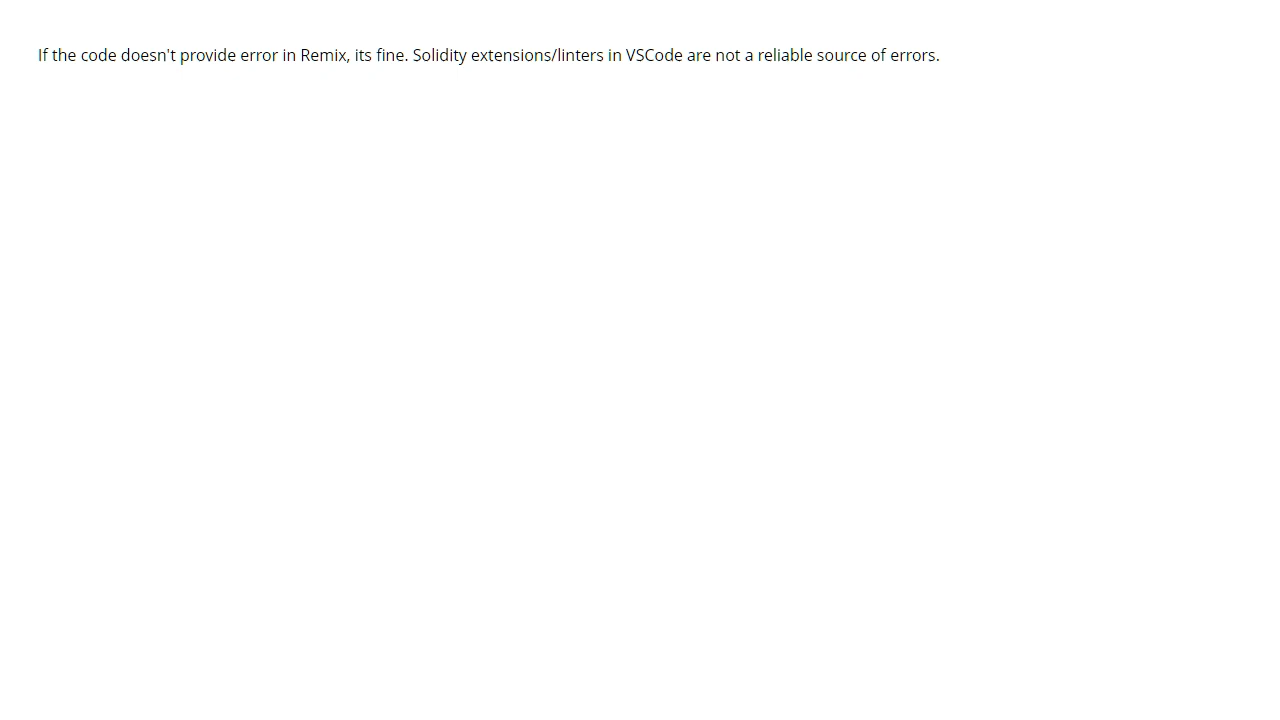 If the code doesn't provide error in Remix, its fine. Solidity extensions/linters in VSCode are not a reliable source of errors.